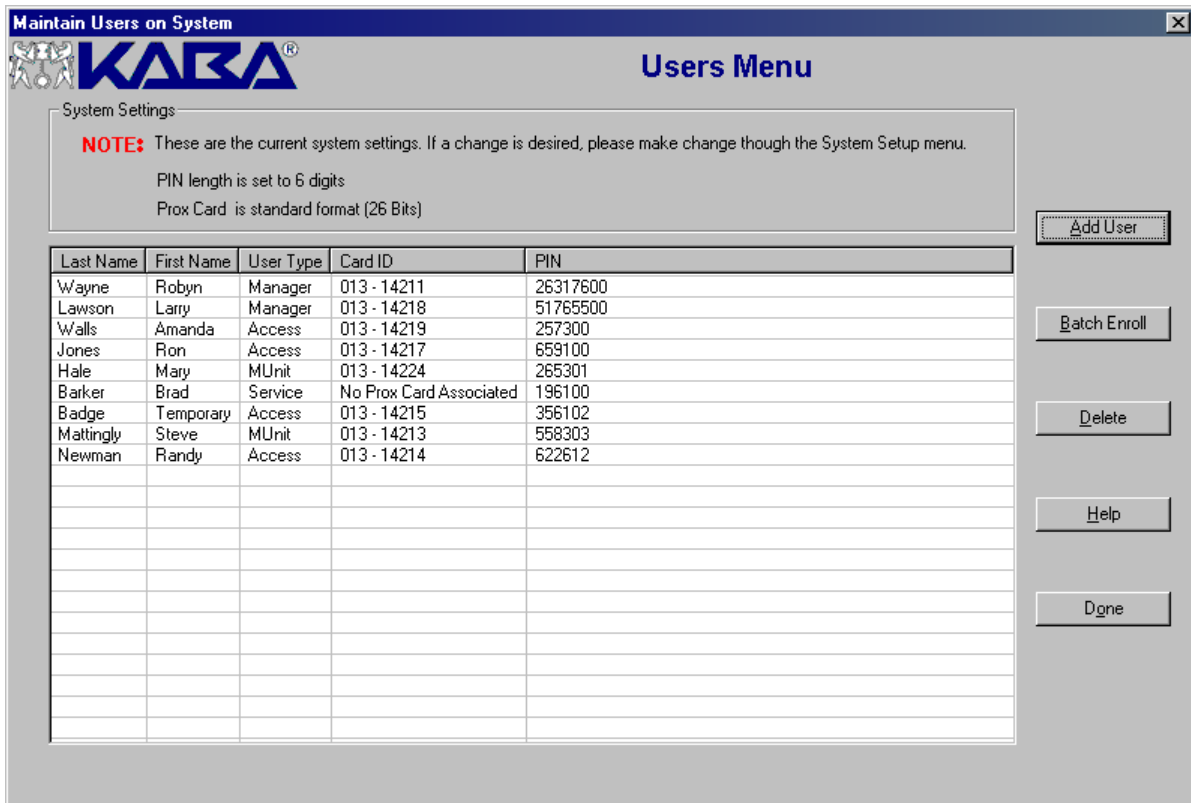 Maintain Users on System
KABA®
Users Menu
System Settings
NOTE: These are the current system settings. If a change is desired, please make change though the System Setup menu.
PIN length is set to 6 digits
Prox Card is standard format (26 Bits)
Add User
Last Name First Name User Type Card ID PIN
Wayne Robyn Manager 013 - 14211 26317600
Lawson Larry Manager 013 - 14218 51765500
Walls Amanda Access 013 - 14219 257300
Batch Enroll
Jones Ron Access 013 - 14217 659100
Hale Mary MUnit 013 - 14224 265301
Barker Brad Service No Prox Card Associated 196100
Badge Temporary Access 013 - 14215 356102
Delete
Mattingly Steve MUnit 013 - 14213 558303
Newman Randy Access 013 - 14214 622612
Help
Done